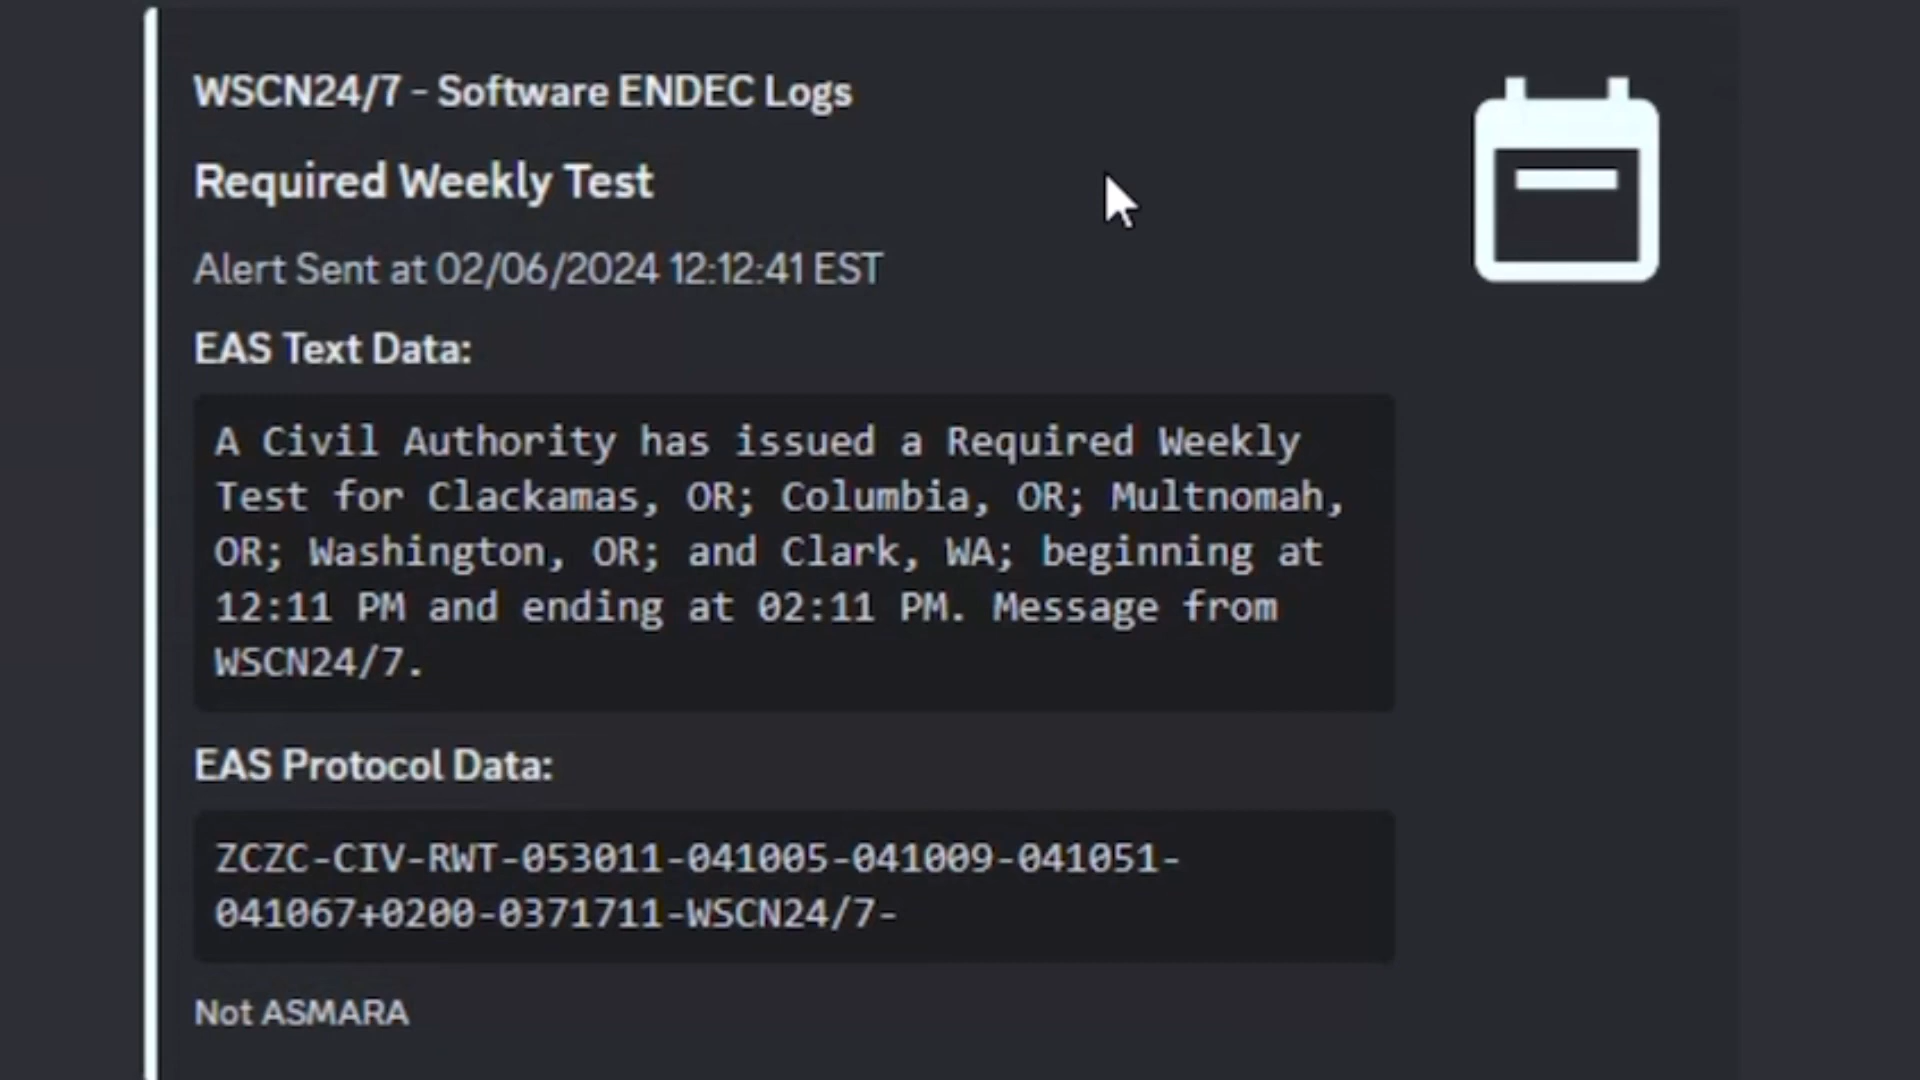 WSCN24/7 - Software ENDEC Logs
Required Weekly Test
Alert Sent at 02/06/2024 12:12:41 EST
EAS Text Data:
A Civil Authority has issued a Required Weekly
Test for Clackamas, OR; Columbia, OR; Multnomah,
OR; Washington, OR; and Clark, WA; beginning at
12:11 PM and ending at 02:11 PM. Message from
WSCN24/7.
EAS Protocol Data:
ZCZC-CIV-RWT-053011-041005-041009-041051-
041067+0200-0371711-WSCN24/7-
Not ASMARA